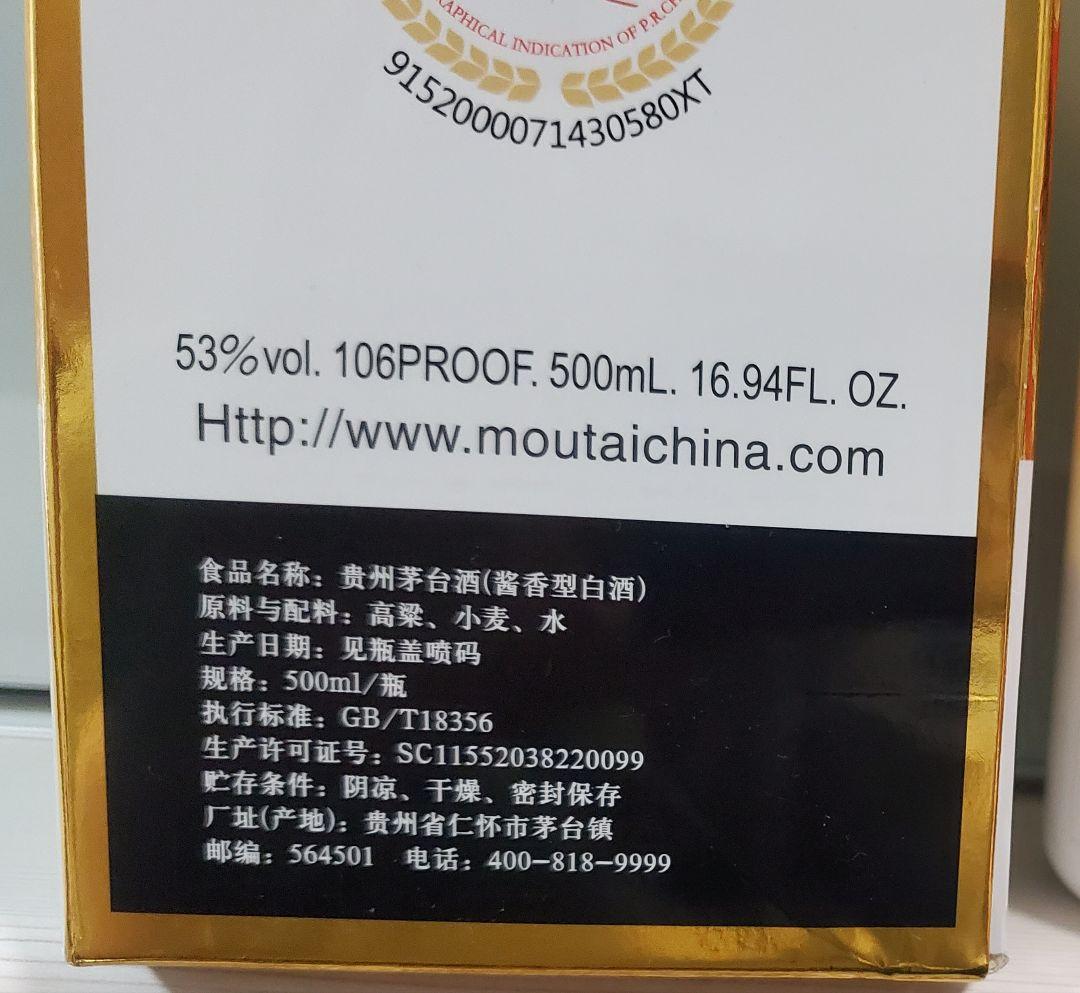 GRAPHICAL INDICATION OF P.R.CH
9152000071430580XT
53%vol. 106PROOF. 500mL. 16.94FL. OZ.
Http://www.moutaichina.com
食品名称：贵州茅台酒(酱香型白酒)
原料与配料：高粱、小麦、水
生产日期：见瓶盖喷码
规格：500ml/瓶
执行标准：GB/T18356
生产许可证号：SC11552038220099
贮存条件：阴凉、干燥、密封保存
厂址(产地)：贵州省仁怀市茅台镇
邮编：564501 电话：400-818-9999